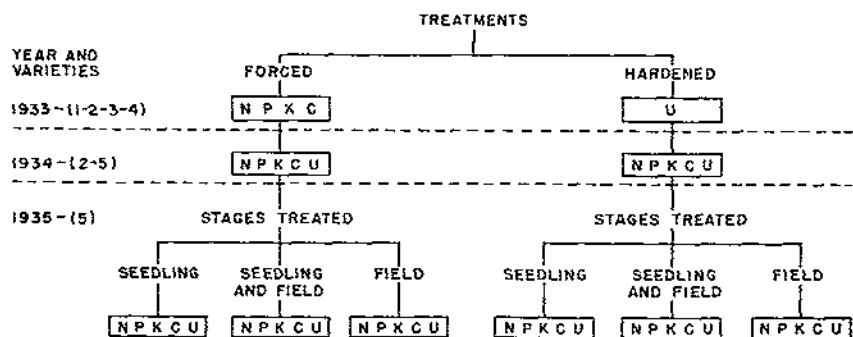 TREATMENTS
YEAR AND
VARIETIES
FORCED HARDENED
1933-(1-2-3-4) N P K C U
1934-(2-5) N P K C U N P K C U
1935-(5) STAGES TREATED STAGES TREATED
SEEDLING SEEDLING AND FIELD FIELD SEEDLING SEEDLING AND FIELD FIELD
N P K C U N P K C U N P K C U N P K C U N P K C U N P K C U